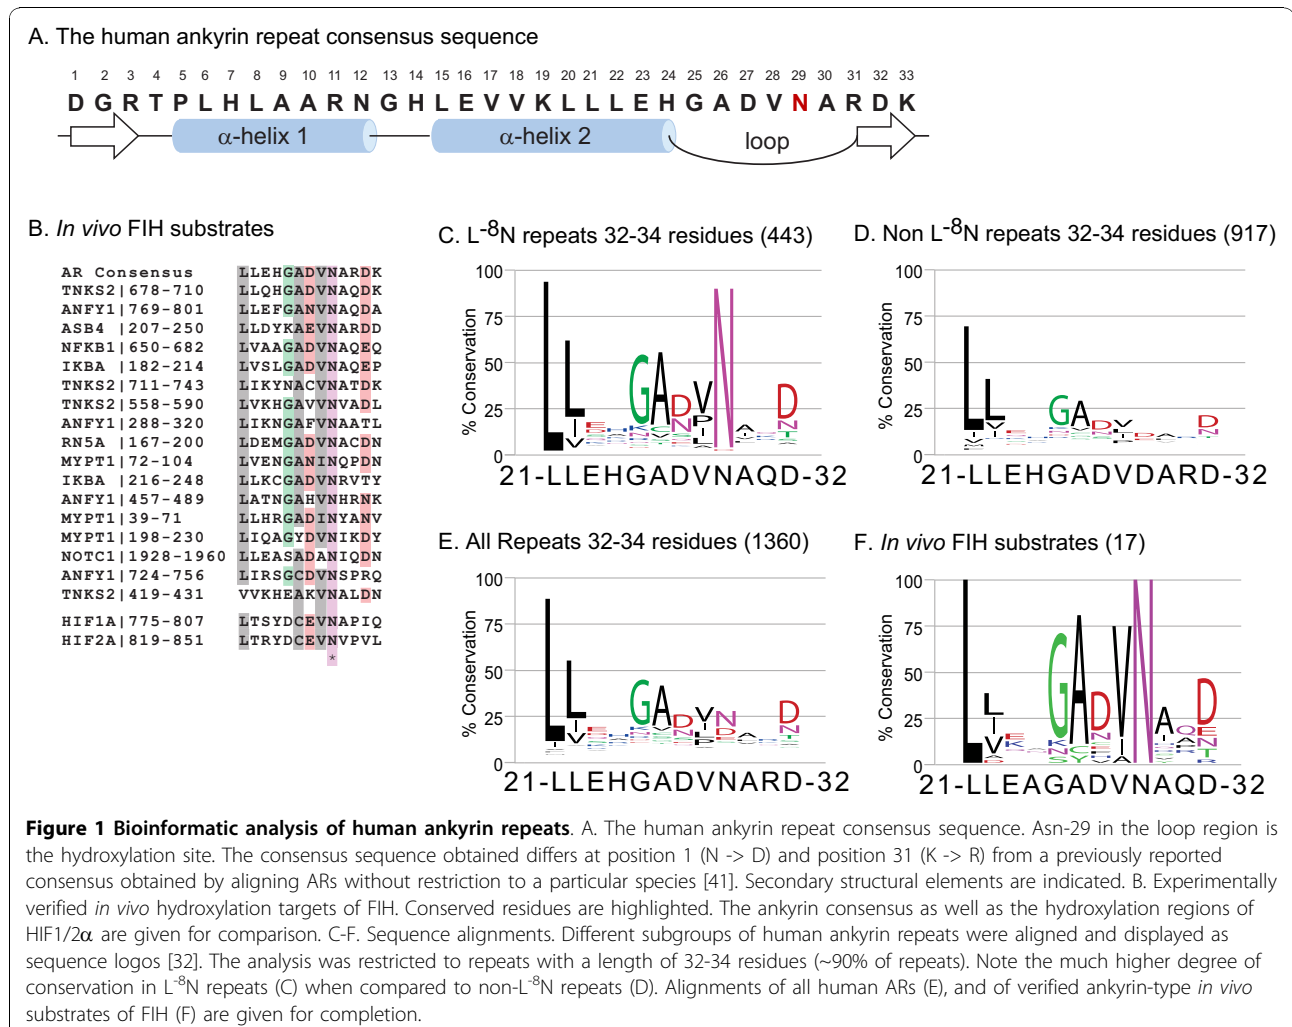 A. The human ankyrin repeat consensus sequence
1 2 3 4 5 6 7 8 9 10 11 12 13 14 15 16 17 18 19 20 21 22 23 24 25 26 27 28 29 30 31 32 33
D G R T P L H L A A R N G H L E V V K L L L E H G A D V N A R D K
α-helix 1
α-helix 2
loop
B. In vivo FIH substrates
AR Consensus LLEHGADVNARDK
TNKS2|678-710 LLQHGADVNAQDK
ANFY1|769-801 LLEFGANVNAQDA
ASB4 |207-250 LLDYKAEVNARDD
NFKB1|650-682 LVAAGADVNAQEQ
IKBA |182-214 LVSLGADVNAQEP
TNKS2|711-743 LIKYNACVNATDK
TNKS2|558-590 LVKHGAVVNVADL
ANFY1|288-320 LIKNGAFVNAATL
RN5A |167-200 LDEMGADVNACDN
MYPT1|72-104 LVENGANINQPDN
IKBA |216-248 LLKCGADVNRVTY
ANFY1|457-489 LATNGAHVNHRNK
MYPT1|39-71 LLHRGADINYANV
MYPT1|198-230 LIQAGYDVNIKDY
NOTC1|1928-1960 LLEASADANIQDN
ANFY1|724-756 LIRSGCDVNSPRQ
TNKS2|419-431 VVKHEAKVNALDN
HIF1A|775-807 LTSYDCEVNAPIQ
HIF2A|819-851 LTRYDCEVNVPVL
*
C. L-8N repeats 32-34 residues (443)
% Conservation
100
75
50
25
0
21-LLEHGADVNAQD-32
D. Non L-8N repeats 32-34 residues (917)
% Conservation
100
75
50
25
0
21-LLEHGADVDARD-32
E. All Repeats 32-34 residues (1360)
% Conservation
100
75
50
25
0
21-LLEHGADVNARD-32
F. In vivo FIH substrates (17)
% Conservation
100
75
50
25
0
21-LLEAGADVNAQD-32
Figure 1 Bioinformatic analysis of human ankyrin repeats. A. The human ankyrin repeat consensus sequence. Asn-29 in the loop region is
the hydroxylation site. The consensus sequence obtained differs at position 1 (N -> D) and position 31 (K -> R) from a previously reported
consensus obtained by aligning ARs without restriction to a particular species [41]. Secondary structural elements are indicated. B. Experimentally
verified in vivo hydroxylation targets of FIH. Conserved residues are highlighted. The ankyrin consensus as well as the hydroxylation regions of
HIF1/2α are given for comparison. C-F. Sequence alignments. Different subgroups of human ankyrin repeats were aligned and displayed as
sequence logos [32]. The analysis was restricted to repeats with a length of 32-34 residues (~90% of repeats). Note the much higher degree of
conservation in L-8N repeats (C) when compared to non-L-8N repeats (D). Alignments of all human ARs (E), and of verified ankyrin-type in vivo
substrates of FIH (F) are given for completion.